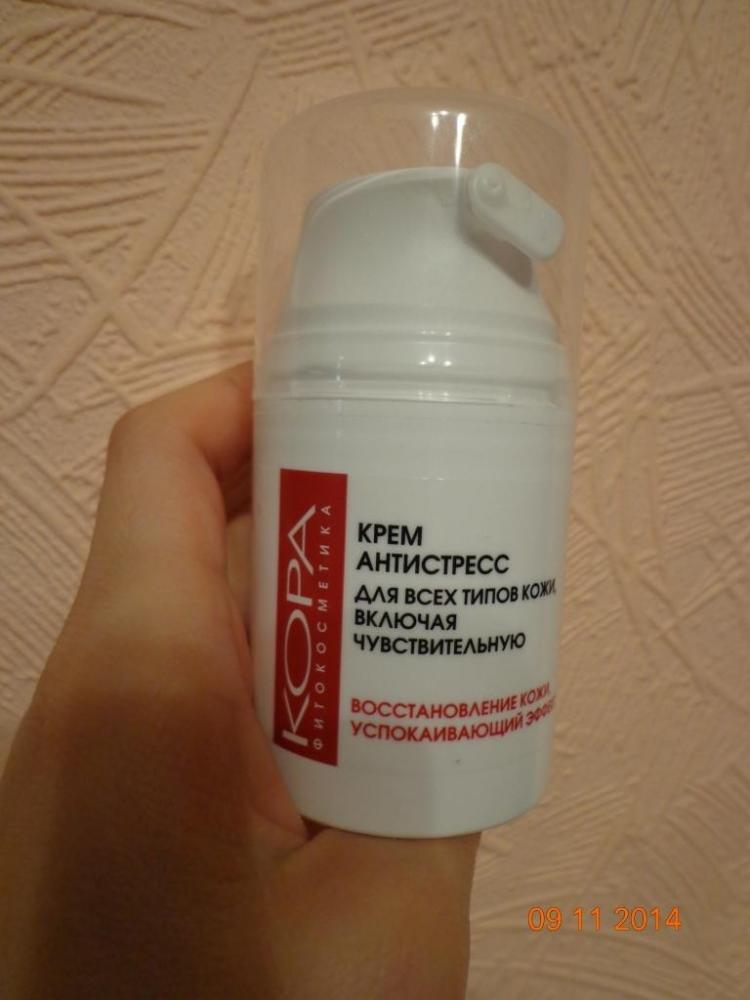 КОРА
ФИТОКОСМЕТИКА
КРЕМ
АНТИСТРЕСС
ДЛЯ ВСЕХ ТИПОВ КОЖИ,
ВКЛЮЧАЯ
ЧУВСТВИТЕЛЬНУЮ
ВОССТАНОВЛЕНИЕ КОЖИ,
УСПОКАИВАЮЩИЙ
09 11 2014